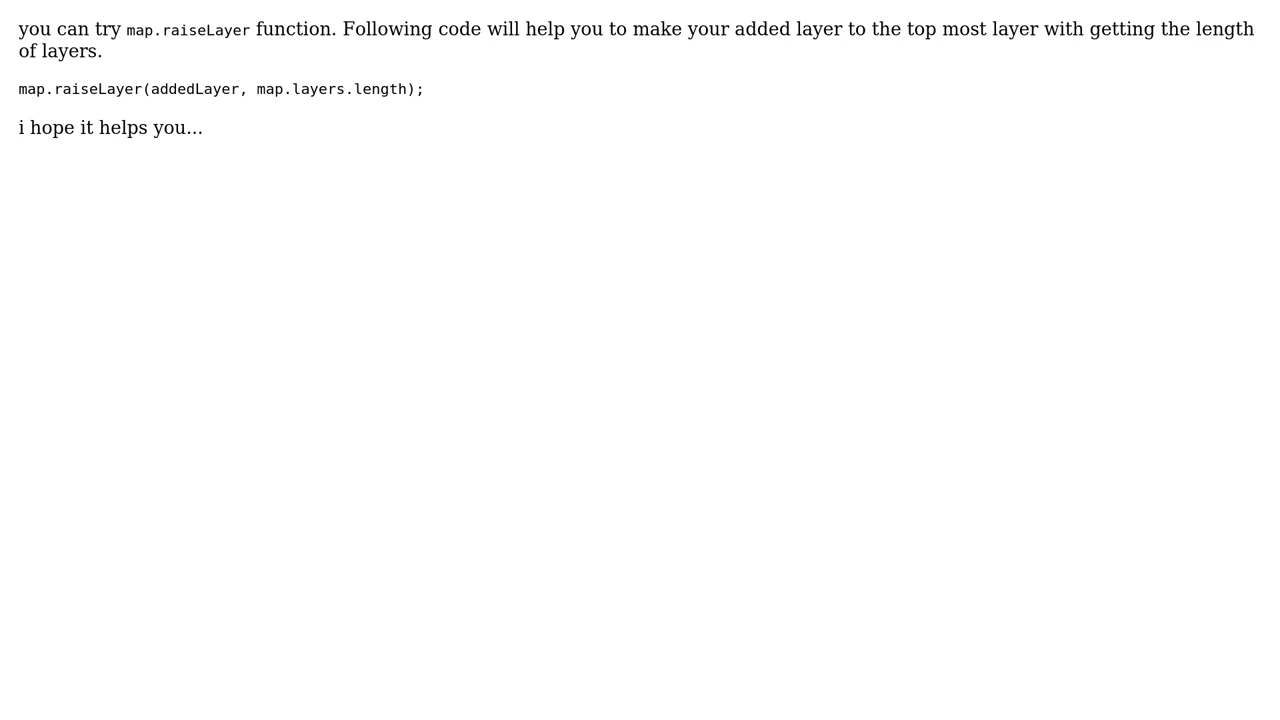 you can try map.raiseLayer function. Following code will help you to make your added layer to the top most layer with getting the length
of layers.
map.raiseLayer(addedLayer, map.layers.length);
i hope it helps you...